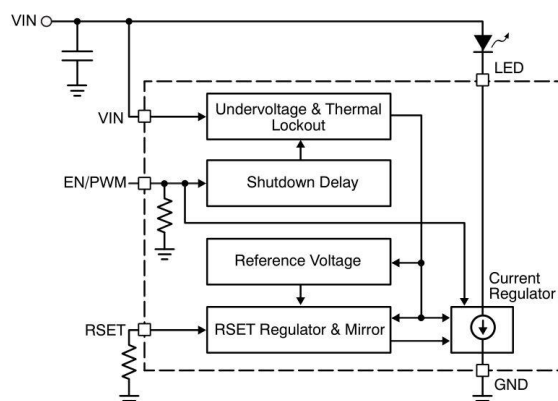 VIN
LED
VIN
Undervoltage & Thermal
Lockout
EN/PWM
Shutdown Delay
Reference Voltage
Current
Regulator
RSET
RSET Regulator & Mirror
GND